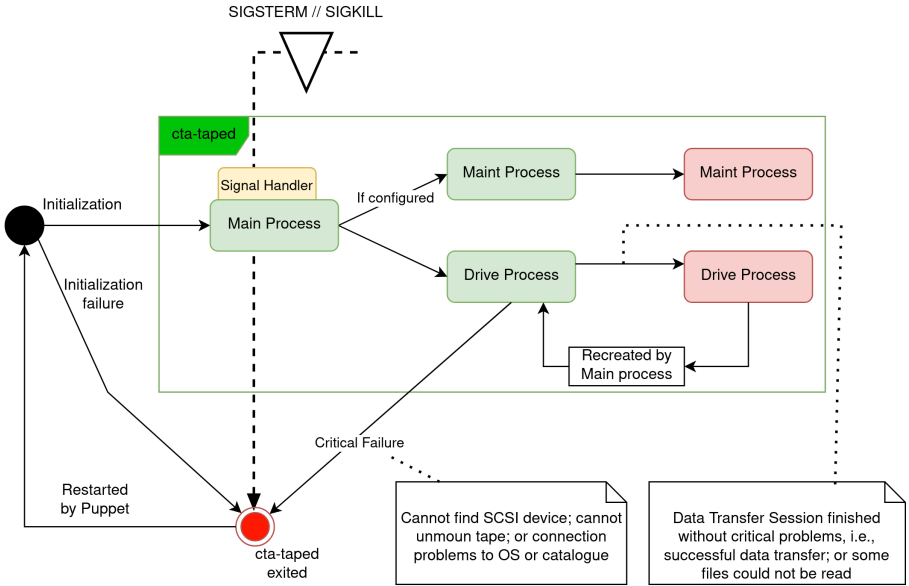 SIGSTERM // SIGKILL
cta-taped
Signal Handler
Main Process
Initialization
If configured
Maint Process
Maint Process
Drive Process
Drive Process
Initialization
failure
Recreated by
Main process
Critical Failure
Restarted
by Puppet
cta-taped
exited
Cannot find SCSI device; cannot
unmoun tape; or connection
problems to OS or catalogue
Data Transfer Session finished
without critical problems, i.e.,
successful data transfer; or some
files could not be read